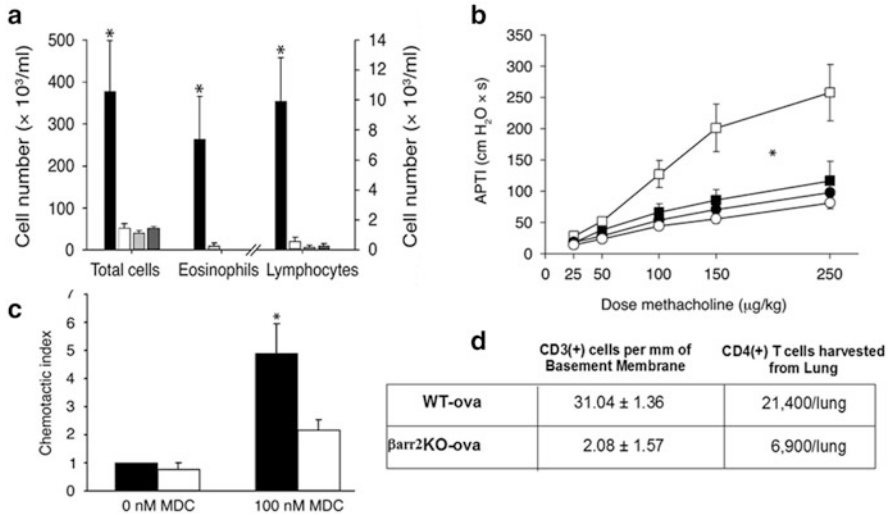 a
Cell number (× 10³/ml)
500
400
300
200
100
0
*
*
*
14
12
10
8
6
4
2
0
Cell number (× 10³/ml)
Total cells Eosinophils Lymphocytes
b
APTI (cm H₂O × s)
350
300
250
200
150
100
50
0
*
0 25 50 100 150 250
Dose methacholine (μg/kg)
c
Chemotactic index
7
6
5
4
3
2
1
0
*
0 nM MDC 100 nM MDC
d
CD3(+) cells per mm of
Basement Membrane
CD4(+) T cells harvested
from Lung
WT-ova 31.04 ± 1.36 21,400/lung
βarr2KO-ova 2.08 ± 1.57 6,900/lung